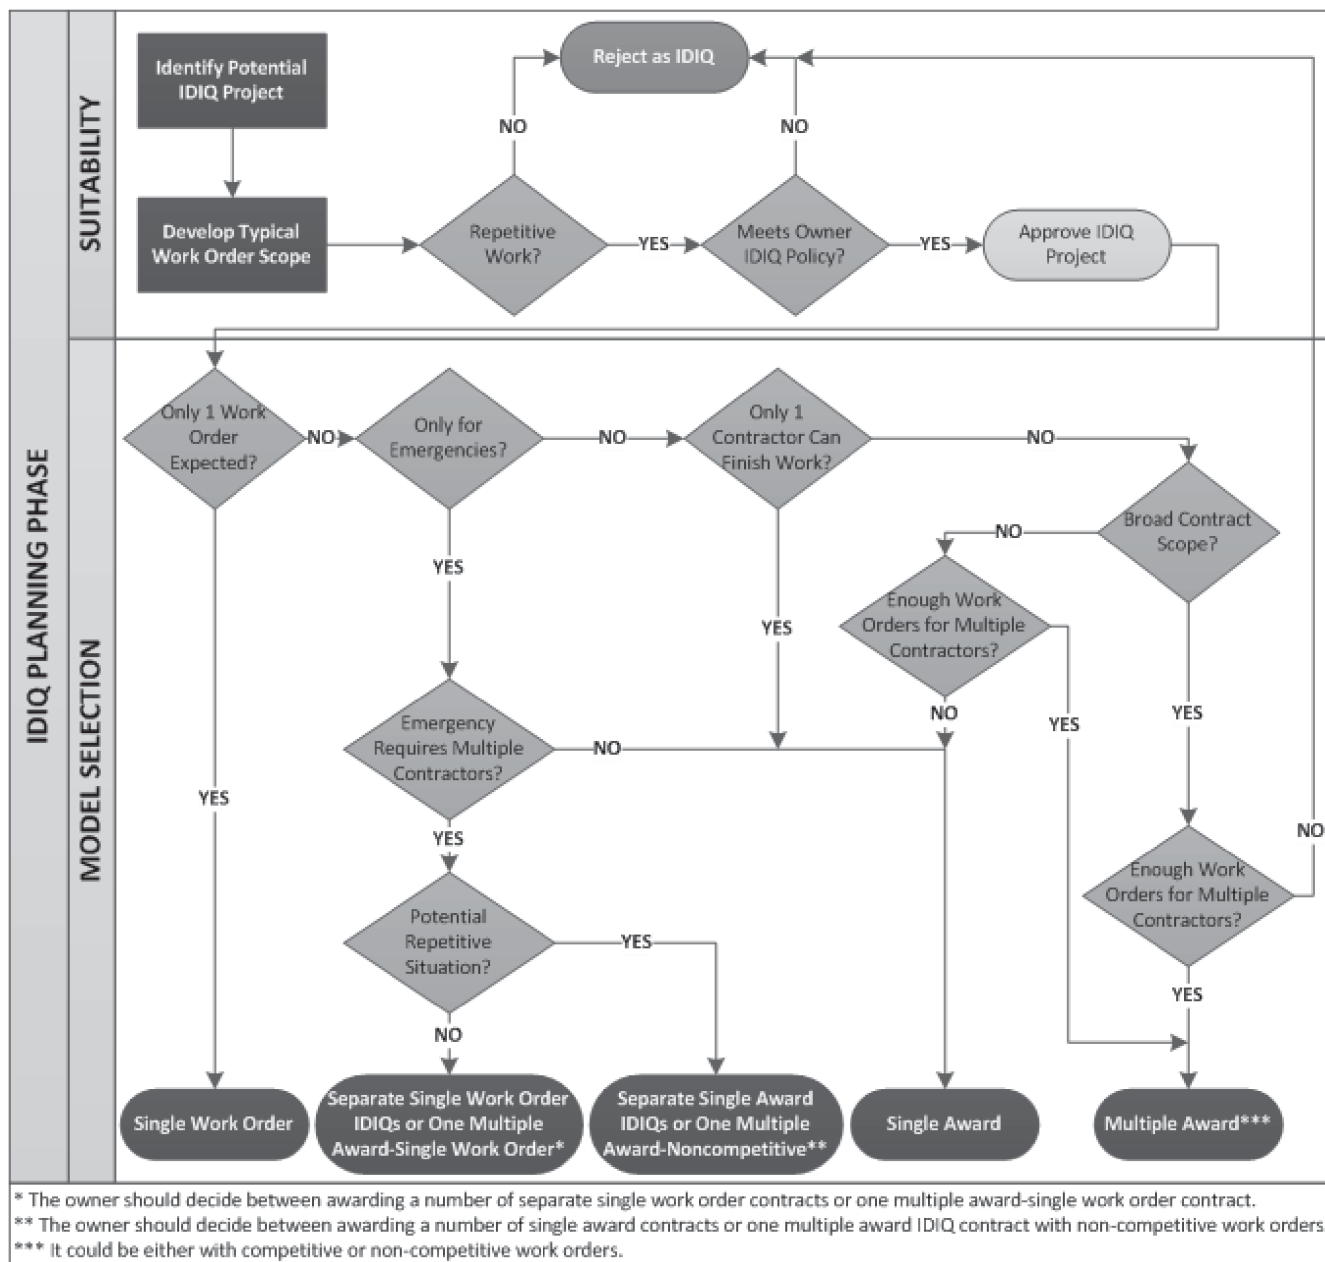 IDIQ PLANNING PHASE
SUITABILITY
Identify Potential
IDIQ Project
Reject as IDIQ
NO
NO
Develop Typical
Work Order Scope
Repetitive
Work?
YES
Meets Owner
IDIQ Policy?
YES
Approve IDIQ
Project
MODEL SELECTION
Only 1 Work
Order
Expected?
NO
Only for
Emergencies?
NO
Only 1
Contractor Can
Finish Work?
NO
Broad Contract
Scope?
NO
YES
Enough Work
Orders for Multiple
Contractors?
YES
NO
YES
YES
Emergency
Requires Multiple
Contractors?
NO
YES
YES
NO
YES
Enough Work
Orders for Multiple
Contractors?
Potential
Repetitive
Situation?
YES
YES
NO
Single Work Order
Separate Single Work Order
IDIQs or One Multiple
Award-Single Work Order*
Separate Single Award
IDIQs or One Multiple
Award-Noncompetitive**
Single Award
Multiple Award***
* The owner should decide between awarding a number of separate single work order contracts or one multiple award-single work order contract.
** The owner should decide between awarding a number of single award contracts or one multiple award IDIQ contract with non-competitive work orders
*** It could be either with competitive or non-competitive work orders.